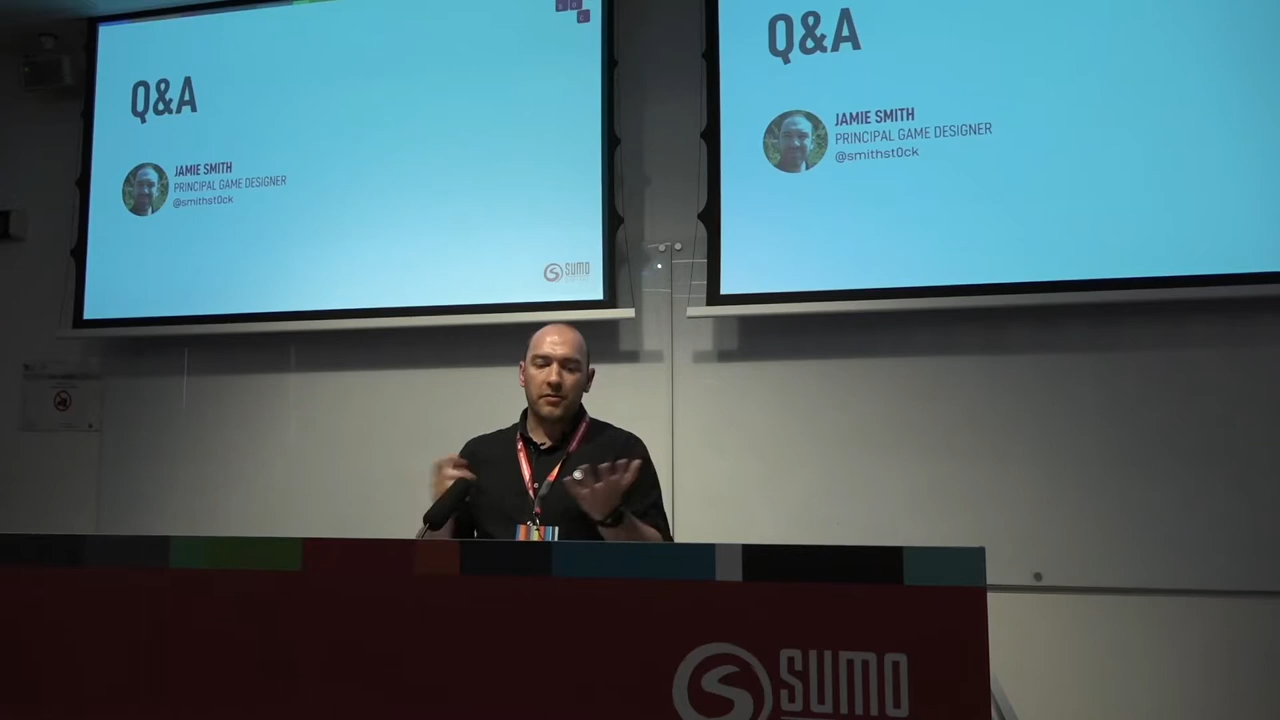 Q&A
JAMIE SMITH
PRINCIPAL GAME DESIGNER
@smithst0ck
SUMO
Q&A
JAMIE SMITH
PRINCIPAL GAME DESIGNER
@smithst0ck
SUMO